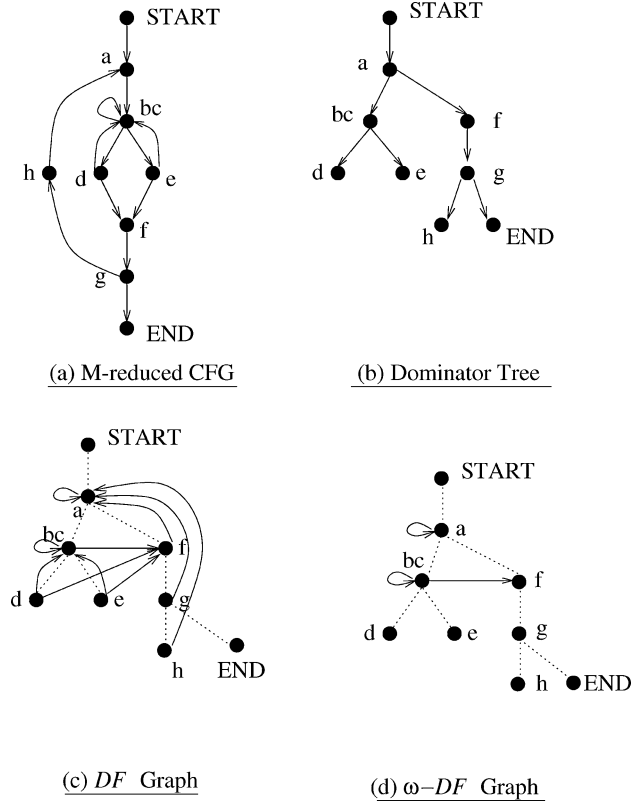 START
a
bc
h
d
e
f
g
END
(a) M-reduced CFG
START
a
bc
f
d
e
g
h
END
(b) Dominator Tree
START
a
bc
f
d
e
g
h
END
(c) DF Graph
START
a
bc
f
d
e
g
h
END
(d) ω−DF Graph